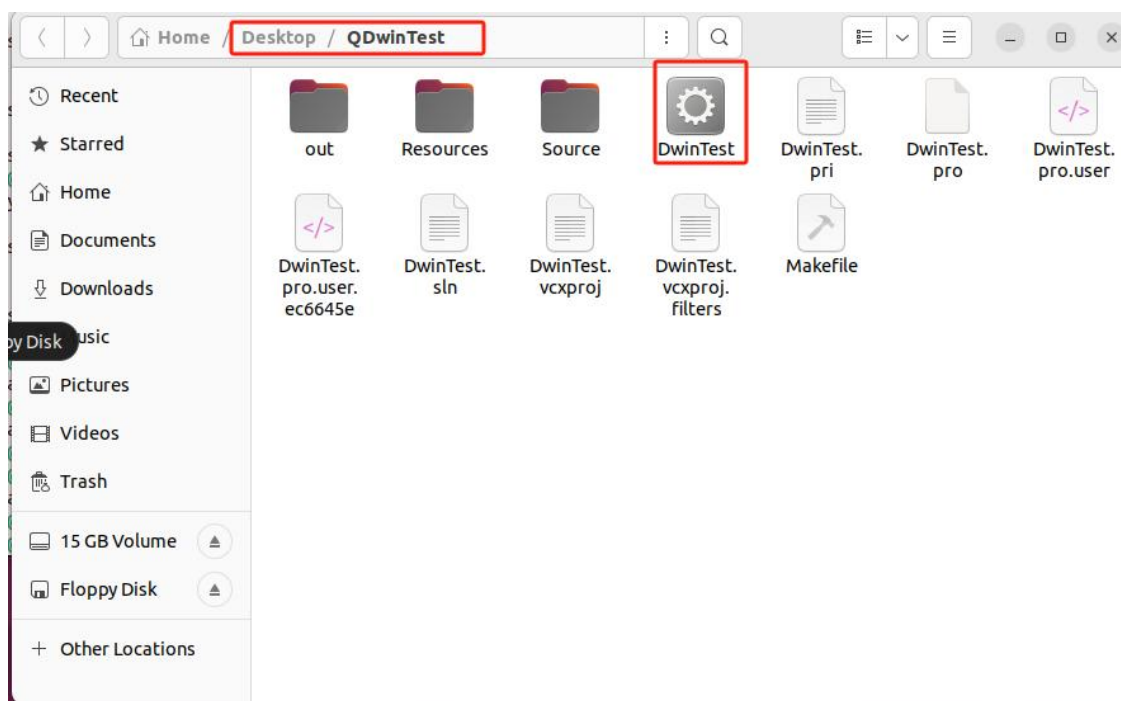 Home / Desktop / QDwinTest
Recent
Starred
Home
Documents
Downloads
usic
py Disk
Pictures
Videos
Trash
15 GB Volume
Floppy Disk
+ Other Locations
out
Resources
Source
DwinTest
DwinTest.
pri
DwinTest.
pro
DwinTest.
pro.user
DwinTest.
pro.user.
ec6645e
DwinTest.
sln
DwinTest.
vcxproj
DwinTest.
vcxproj.
filters
Makefile